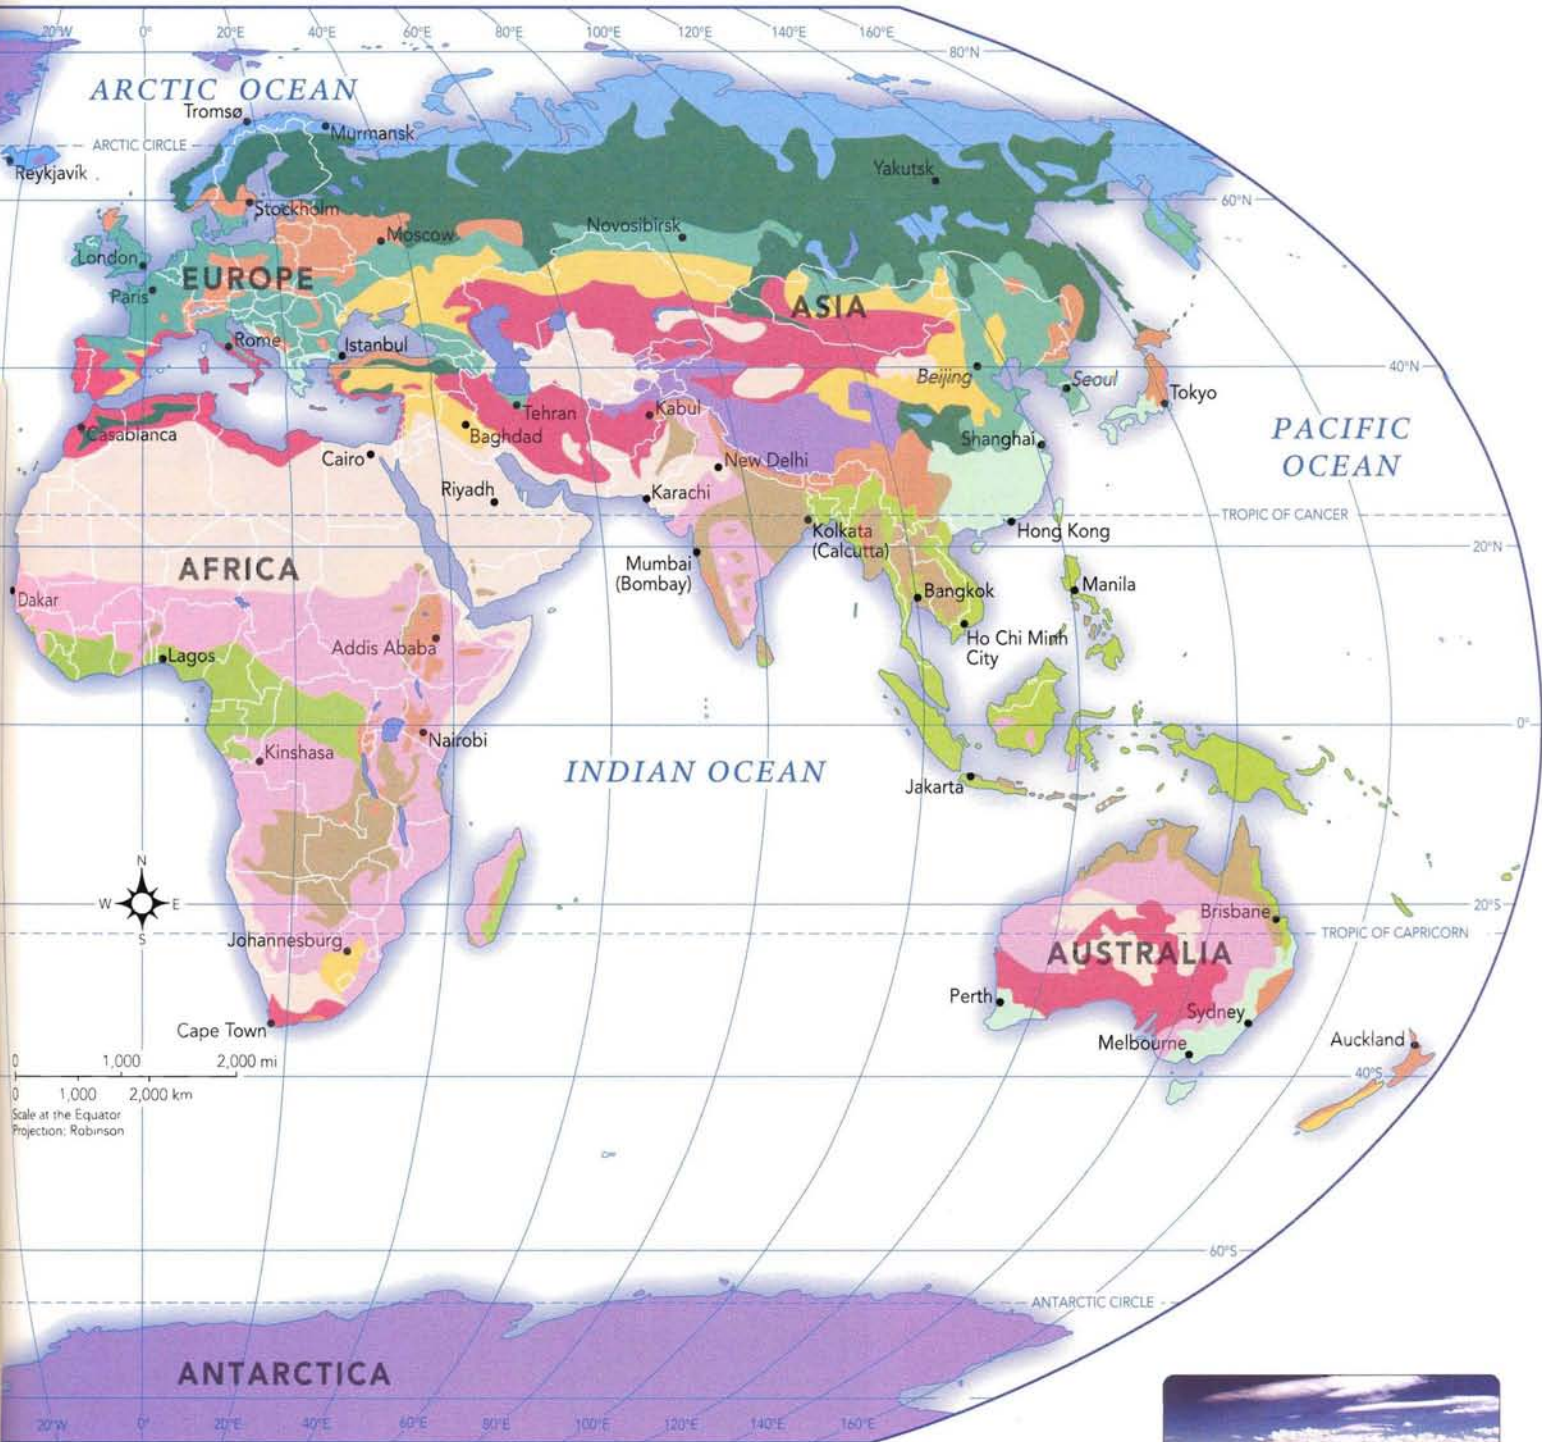 20°W 0° 20°E 40°E 60°E 80°E 100°E 120°E 140°E 160°E
80°N
ARCTIC OCEAN
Tromsø
Murmansk
ARCTIC CIRCLE
Reykjavík
Yakutsk
60°N
Stockholm
Novosibirsk
Moscow
London
EUROPE
Paris
ASIA
Rome
Istanbul
Beijing
Seoul
40°N
Tokyo
Tehran
Kabul
Casablanca
Baghdad
Shanghai
PACIFIC
OCEAN
Cairo
New Delhi
Riyadh
Karachi
TROPIC OF CANCER
Kolkata
(Calcutta)
Hong Kong
20°N
Mumbai
(Bombay)
AFRICA
Bangkok
Manila
Dakar
Addis Ababa
Ho Chi Minh
City
Lagos
0°
Nairobi
Kinshasa
INDIAN OCEAN
Jakarta
N
W E
S
20°S
Brisbane
TROPIC OF CAPRICORN
Johannesburg
AUSTRALIA
Perth
Sydney
Cape Town
Melbourne
Auckland
0 1,000 2,000 mi
40°S
0 1,000 2,000 km
Scale at the Equator
Projection: Robinson
60°S
ANTARCTIC CIRCLE
ANTARCTICA
20°W 0° 20°E 40°E 60°E 80°E 100°E 120°E 140°E 160°E